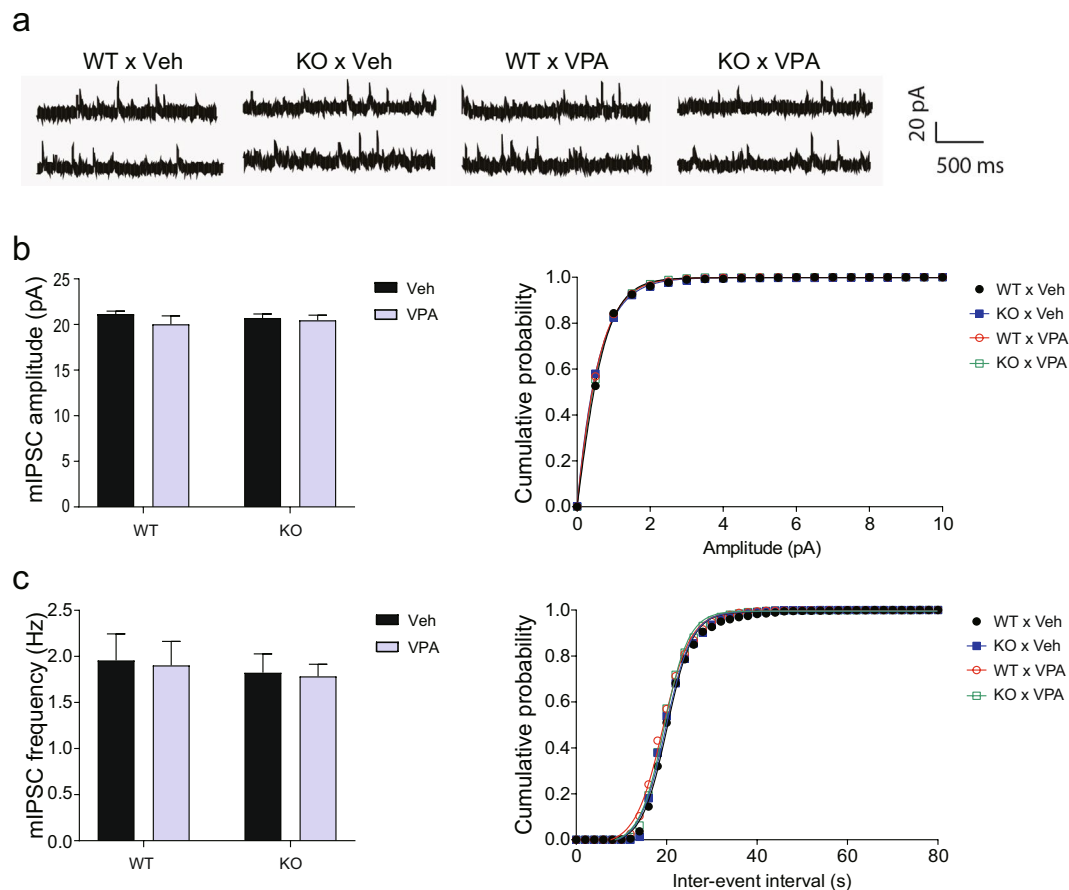 a
WT x Veh KO x Veh WT x VPA KO x VPA
20 pA
500 ms
b
mIPSC amplitude (pA)
25
20
15
10
5
0
WT KO
Veh
VPA
Cumulative probability
1.0
0.8
0.6
0.4
0.2
0.0
0 2 4 6 8 10
Amplitude (pA)
WT x Veh
KO x Veh
WT x VPA
KO x VPA
c
mIPSC frequency (Hz)
2.5
2.0
1.5
1.0
0.5
0.0
WT KO
Veh
VPA
Cumulative probability
1.0
0.8
0.6
0.4
0.2
0.0
0 20 40 60 80
Inter-event interval (s)
WT x Veh
KO x Veh
WT x VPA
KO x VPA